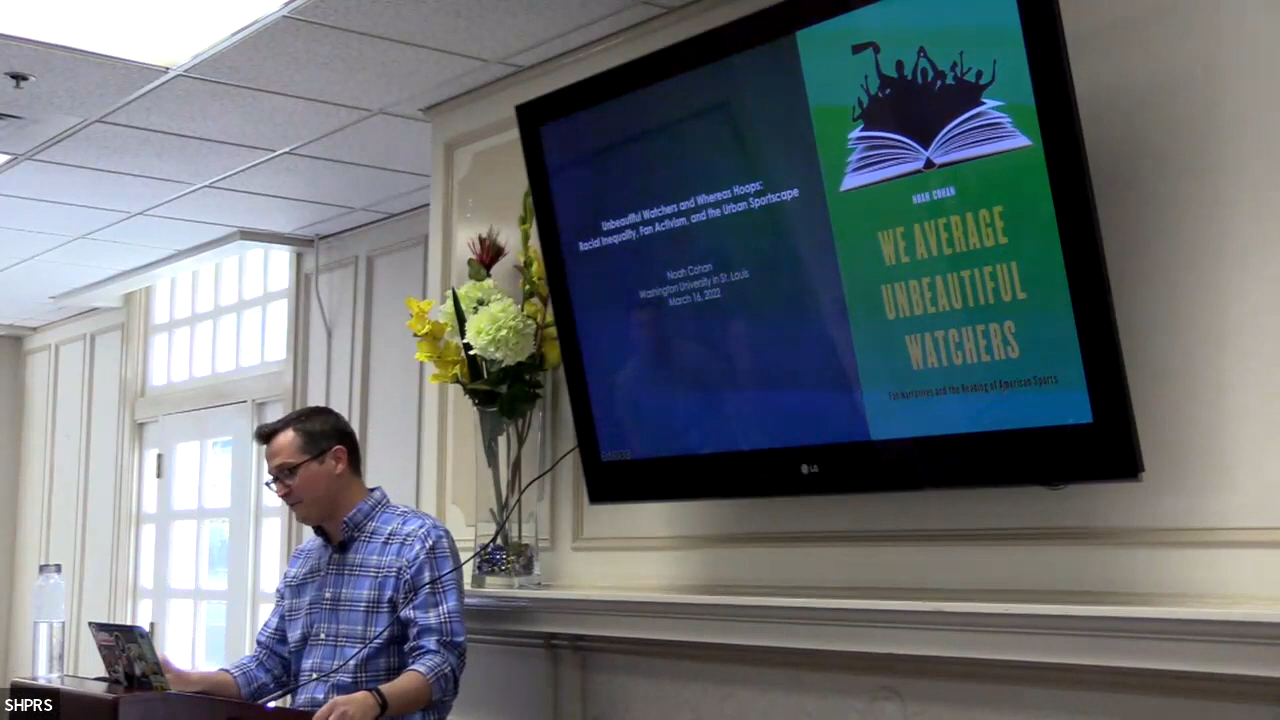 Unbeautiful Watchers and Whereas Hoops:
Racial Inequality, Fan Activism, and the Urban Sportscape
Noah Cohan
Washington University in St. Louis
March 16, 2022
NOAH COHAN
WE AVERAGE
UNBEAUTIFUL
WATCHERS
Fan Narratives and the Reading of American Sports
LG
SHPRS